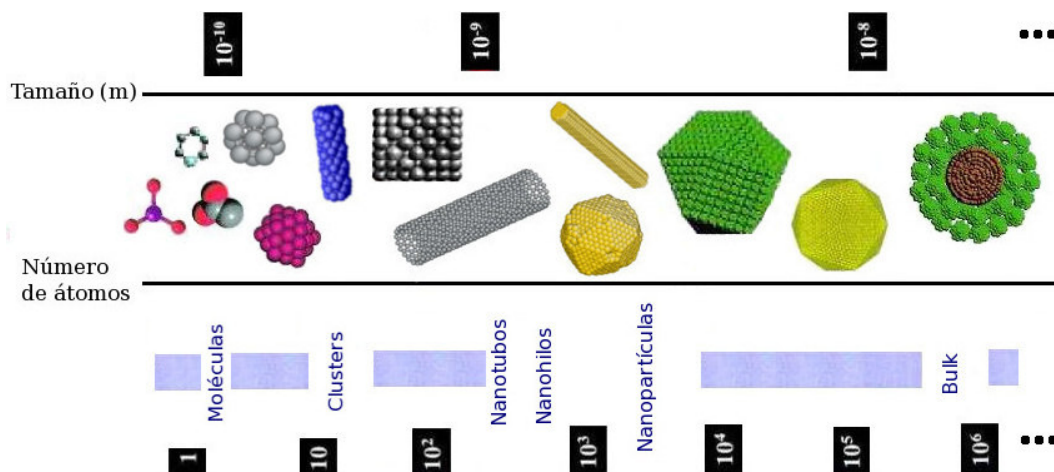 10⁻¹⁰
10⁻⁹
10⁻⁸
...
Tamaño (m)
Número
de átomos
Moléculas
Clusters
Nanotubos
Nanohilos
Nanopartículas
Bulk
1
10
10²
10³
10⁴
10⁵
10⁶
...